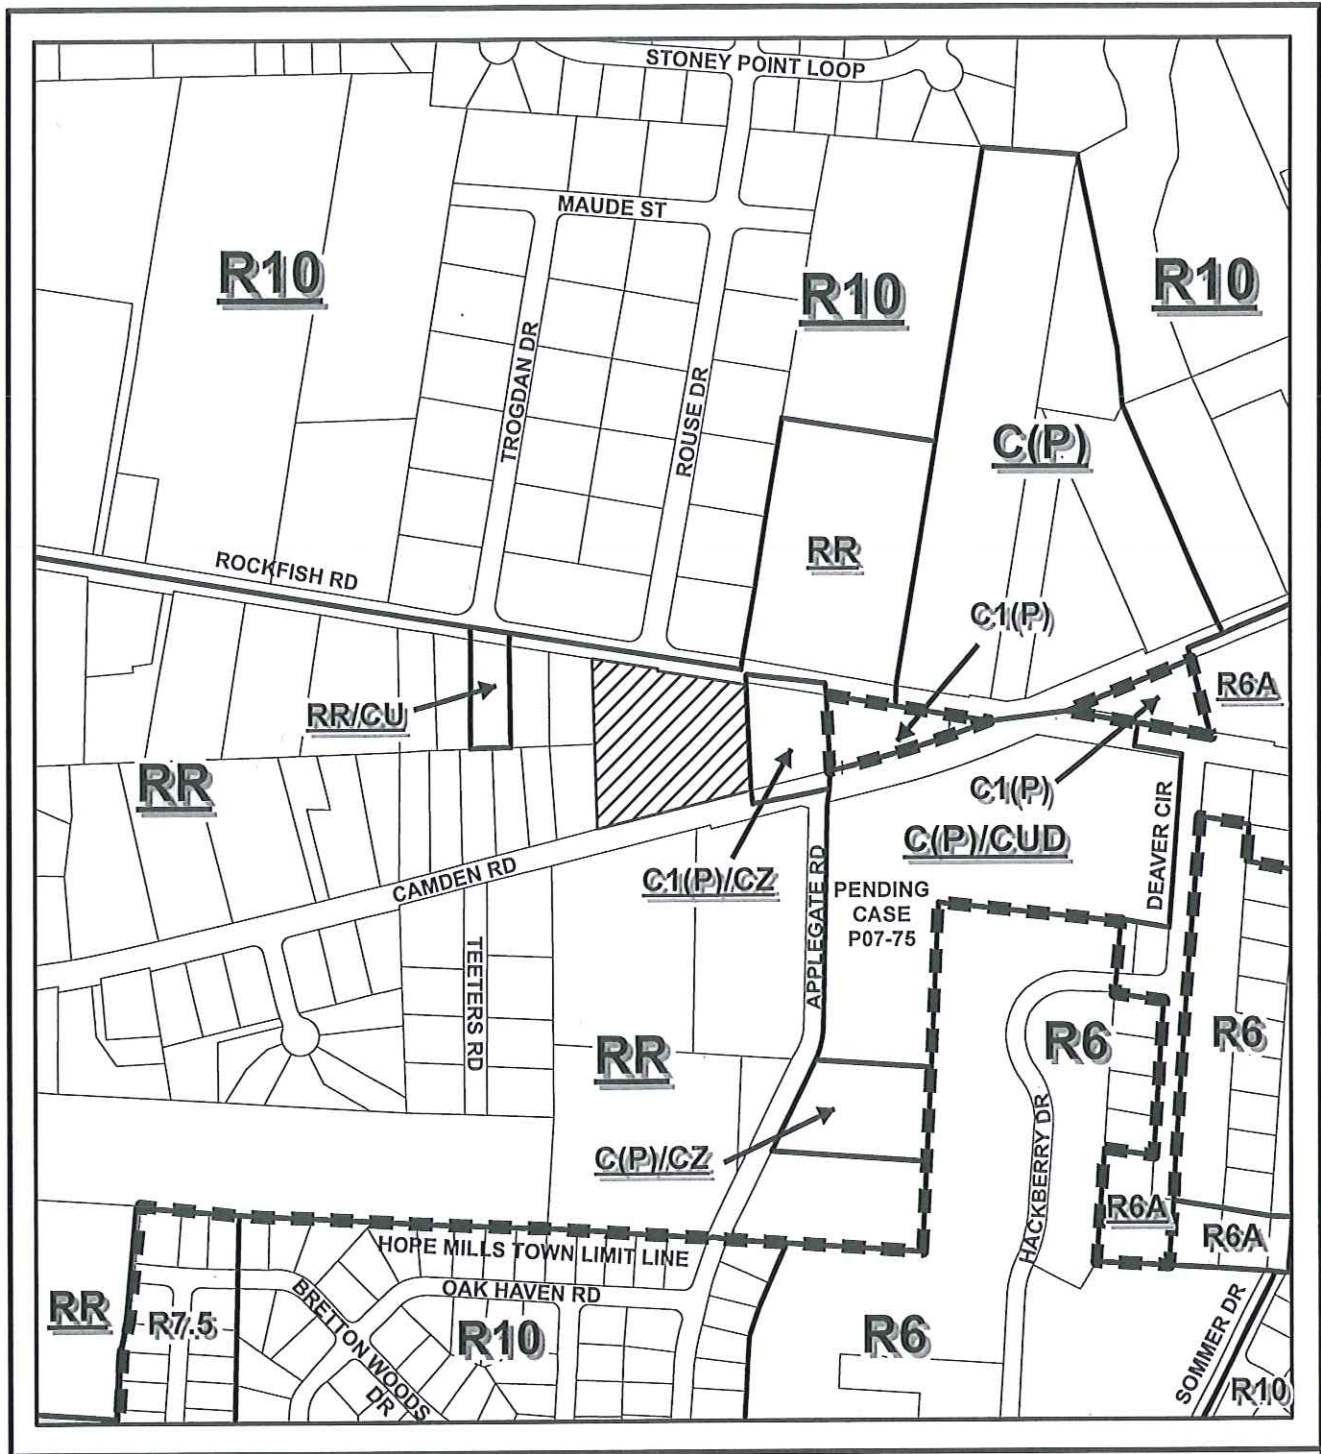 STONEY POINT LOOP
MAUDE ST
R10
R10
R10
TROGDAN DR
ROUSE DR
C(P)
ROCKFISH RD
RR
C1(P)
RR/CU
R6A
RR
C1(P)
C(P)/CUD
DEAVER CIR
CAMDEN RD
C1(P)/CZ
APPLEGATE RD
PENDING
CASE
P07-75
TEETERS RD
RR
R6
R6
C(P)/CZ
HACKBERRY DR
R6A
R6A
HOPE MILLS TOWN LIMIT LINE
OAK HAVEN RD
BRETTON WOODS
DR
RR
R7.5
R10
R6
SOMMER DR
R10